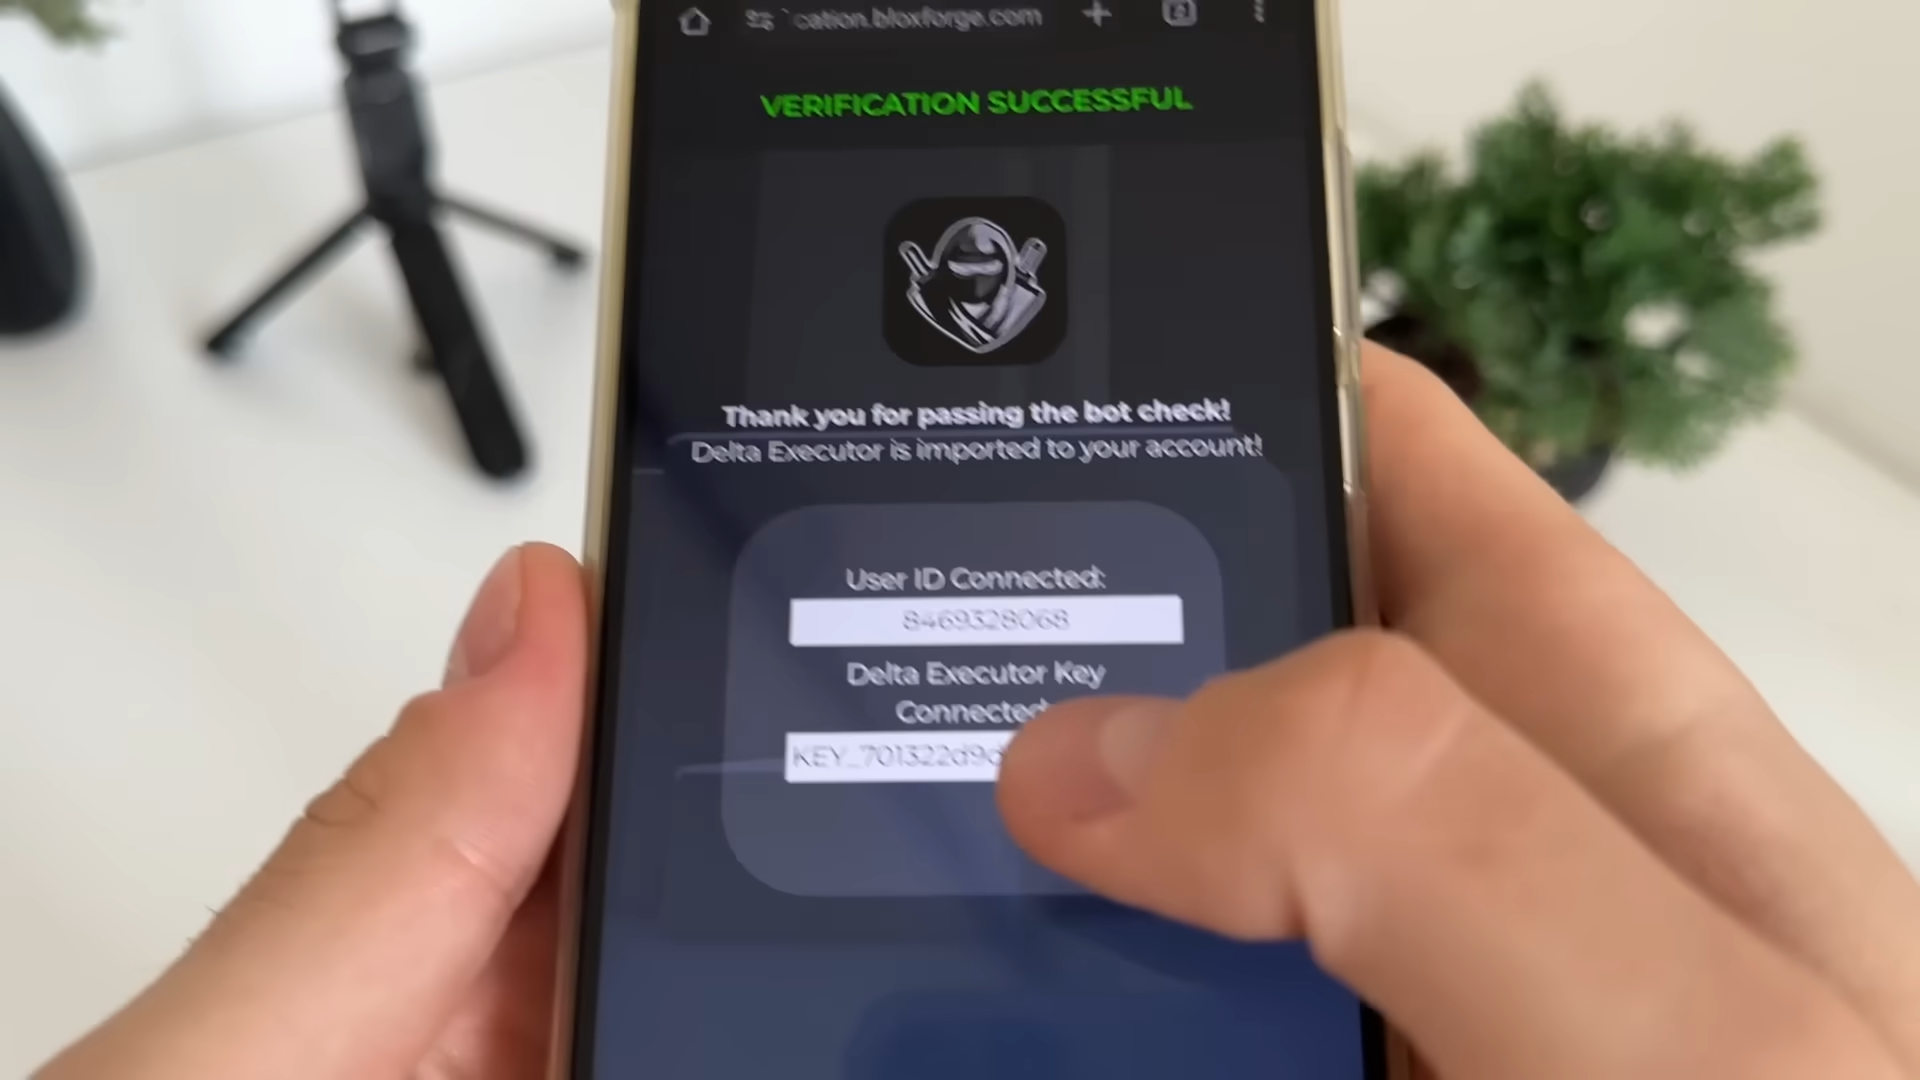 cation.bloxforge.com
VERIFICATION SUCCESSFUL
Thank you for passing the bot check!
Delta Executor is imported to your account!
User ID Connected:
8469328068
Delta Executor Key
Connected:
KEY_701322d9d